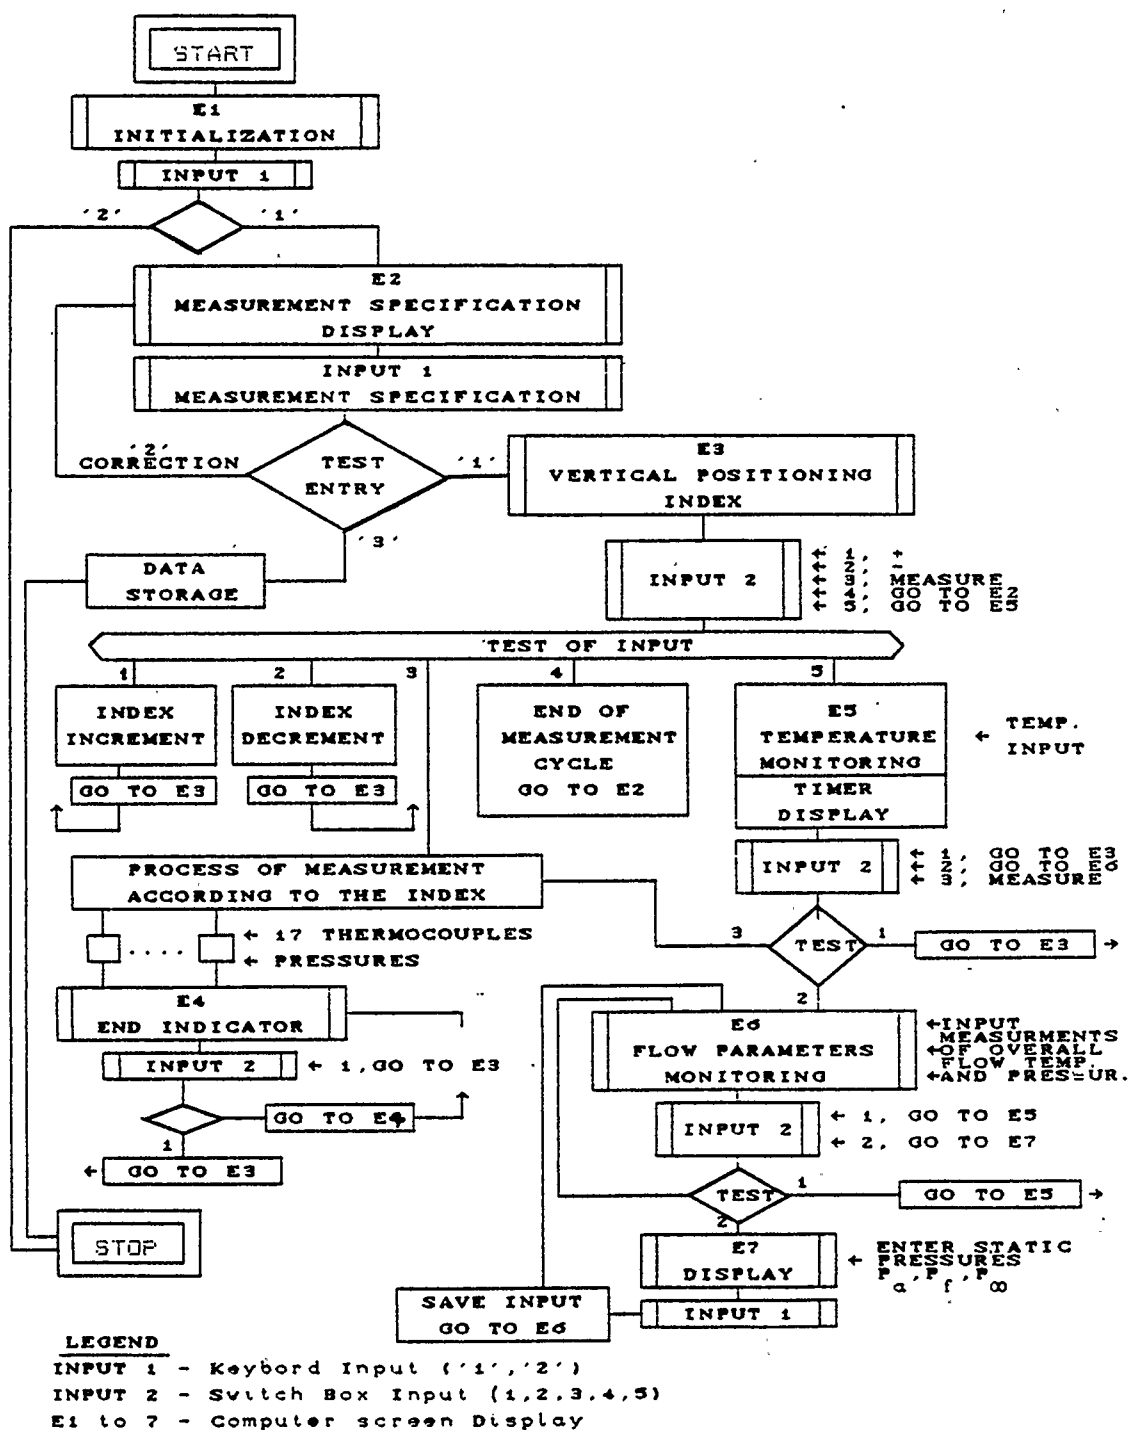 START
E1
INITIALIZATION
INPUT 1
'2'
'1'
E2
MEASUREMENT SPECIFICATION
DISPLAY
INPUT 1
MEASUREMENT SPECIFICATION
'2'
CORRECTION
TEST
ENTRY
'1'
'3'
E3
VERTICAL POSITIONING
INDEX
DATA
STORAGE
INPUT 2
← 1, +
← 2, -
← 3, MEASURE
← 4, GO TO E2
← 5, GO TO E5
TEST OF INPUT
1
2
3
4
5
INDEX
INCREMENT
GO TO E3
INDEX
DECREMENT
GO TO E3
END OF
MEASUREMENT
CYCLE
GO TO E2
E5
TEMPERATURE
MONITORING
TIMER
DISPLAY
← TEMP.
INPUT
INPUT 2
← 1, GO TO E3
← 2, GO TO E6
← 3, MEASURE
PROCESS OF MEASUREMENT
ACCORDING TO THE INDEX
3
TEST
1
GO TO E3 →
2
....
← 17 THERMOCOUPLES
← PRESSURES
E4
END INDICATOR
INPUT 2
← 1,GO TO E3
GO TO E4
1
← GO TO E3
E6
FLOW PARAMETERS
MONITORING
←INPUT
MEASURMENTS
←OF OVERALL
FLOW TEMP.
←AND PRESSUR.
INPUT 2
← 1, GO TO E5
← 2, GO TO E7
TEST
1
GO TO E5 →
2
E7
DISPLAY
← ENTER STATIC
PRESSURES
Pa, Pf, P∞
SAVE INPUT
GO TO E6
INPUT 1
STOP
LEGEND
INPUT 1 - Keybord Input ('1','2')
INPUT 2 - Switch Box Input (1,2,3,4,5)
E1 to 7 - Computer screen Display